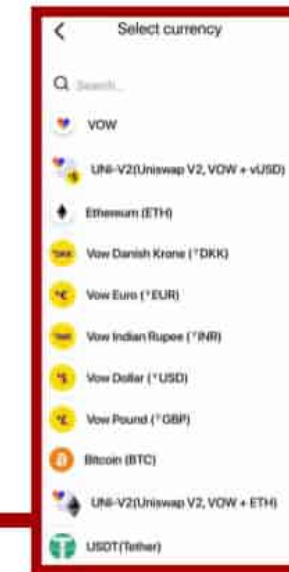 Select currency
Search...
VOW
UNI-V2(Uniswap V2, VOW + vUSD)
Ethereum (ETH)
Vow Danish Krone (ᵛDKK)
Vow Euro (ᵛEUR)
Vow Indian Rupee (ᵛINR)
Vow Dollar (ᵛUSD)
Vow Pound (ᵛGBP)
Bitcoin (BTC)
UNI-V2(Uniswap V2, VOW + ETH)
USDT(Tether)